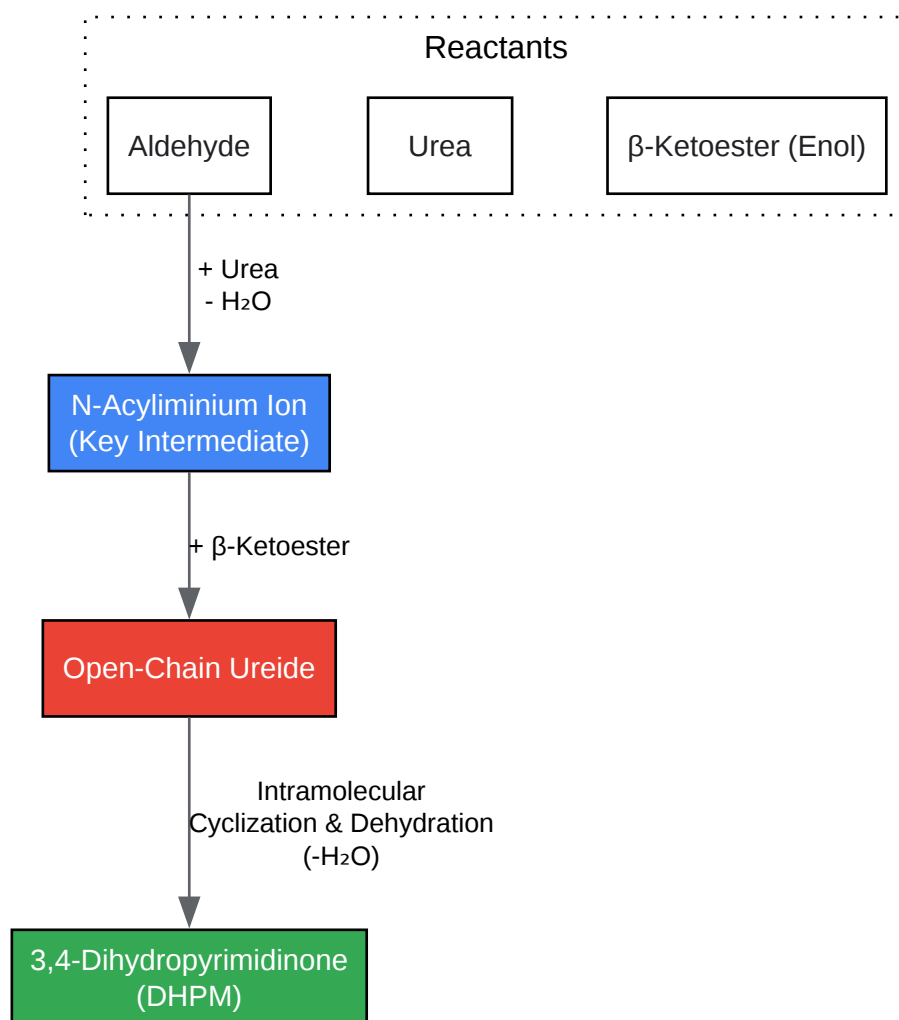 Reactants
Aldehyde
Urea
β-Ketoester (Enol)
+ Urea
- H₂O
N-Acyliminium Ion
(Key Intermediate)
+ β-Ketoester
Open-Chain Ureide
Intramolecular
Cyclization & Dehydration
(-H₂O)
3,4-Dihydropyrimidinone
(DHPM)